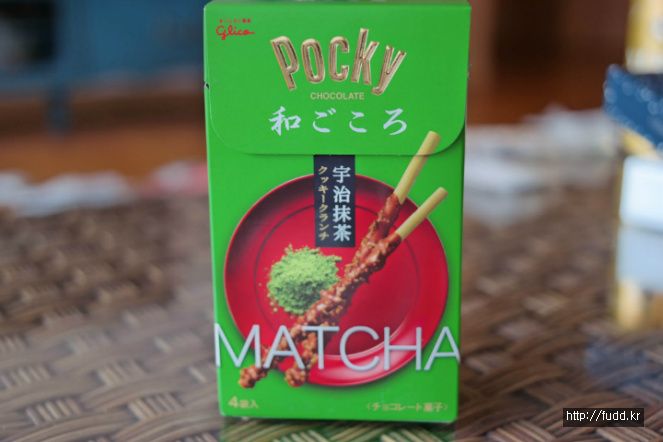 glico
Pocky
CHOCOLATE
和ごころ
宇治抹茶
クッキークランチ
MATCHA
4袋入
〈チョコレート菓子〉
http://fudd.kr